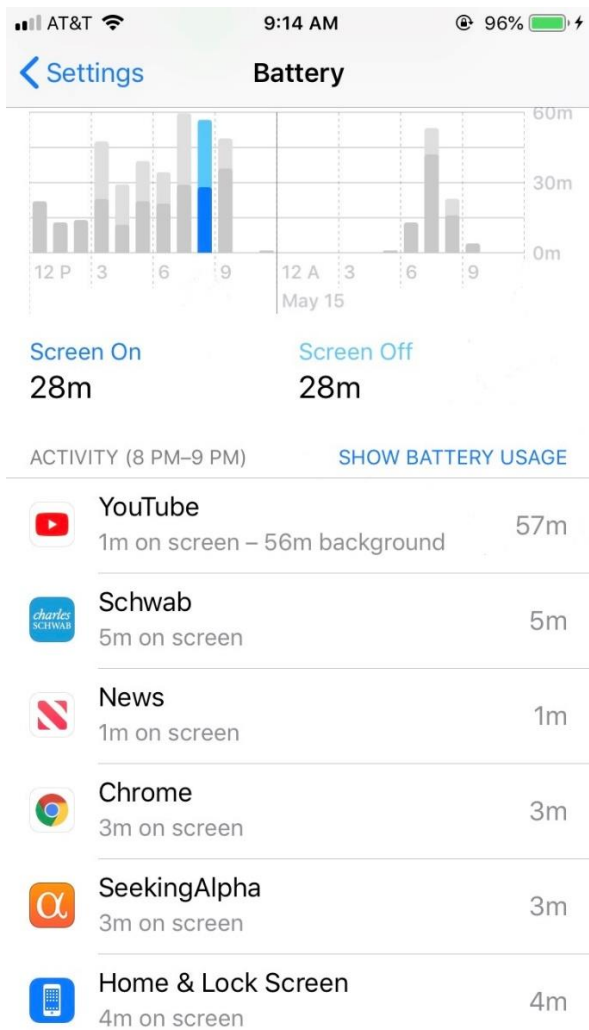 AT&T 9:14 AM 96%
Settings Battery
60m
30m
0m
12 P 3 6 9 12 A 3 6 9
May 15
Screen On Screen Off
28m 28m
ACTIVITY (8 PM–9 PM) SHOW BATTERY USAGE
YouTube
1m on screen – 56m background 57m
charles
SCHWAB
Schwab
5m on screen 5m
News
1m on screen 1m
Chrome
3m on screen 3m
α
SeekingAlpha
3m on screen 3m
Home & Lock Screen
4m on screen 4m